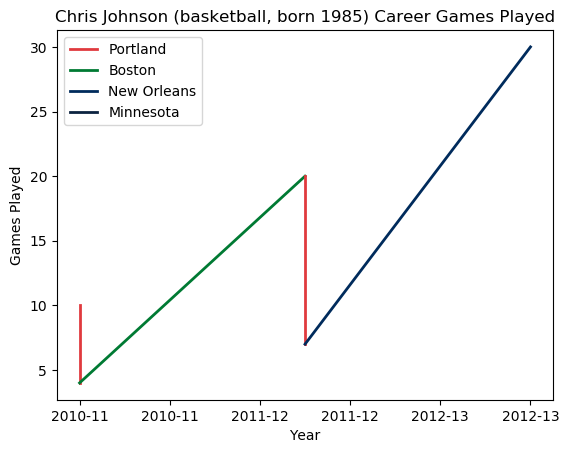 Chris Johnson (basketball, born 1985) Career Games Played
Portland
Boston
New Orleans
Minnesota
Games Played
30
25
20
15
10
5
2010-11 2010-11 2011-12 2011-12 2012-13 2012-13
Year